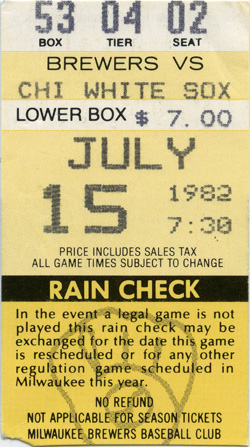 53 04 02
BOX TIER SEAT
BREWERS VS
CHI WHITE SOX
LOWER BOX $ 7.00
JULY
15 1982
7:30
PRICE INCLUDES SALES TAX
ALL GAME TIMES SUBJECT TO CHANGE
RAIN CHECK
In the event a legal game is not
played this rain check may be
exchanged for the date this game
is rescheduled or for any other
regulation game scheduled in
Milwaukee this year.
NO REFUND
NOT APPLICABLE FOR SEASON TICKETS
MILWAUKEE BREWERS BASEBALL CLUB